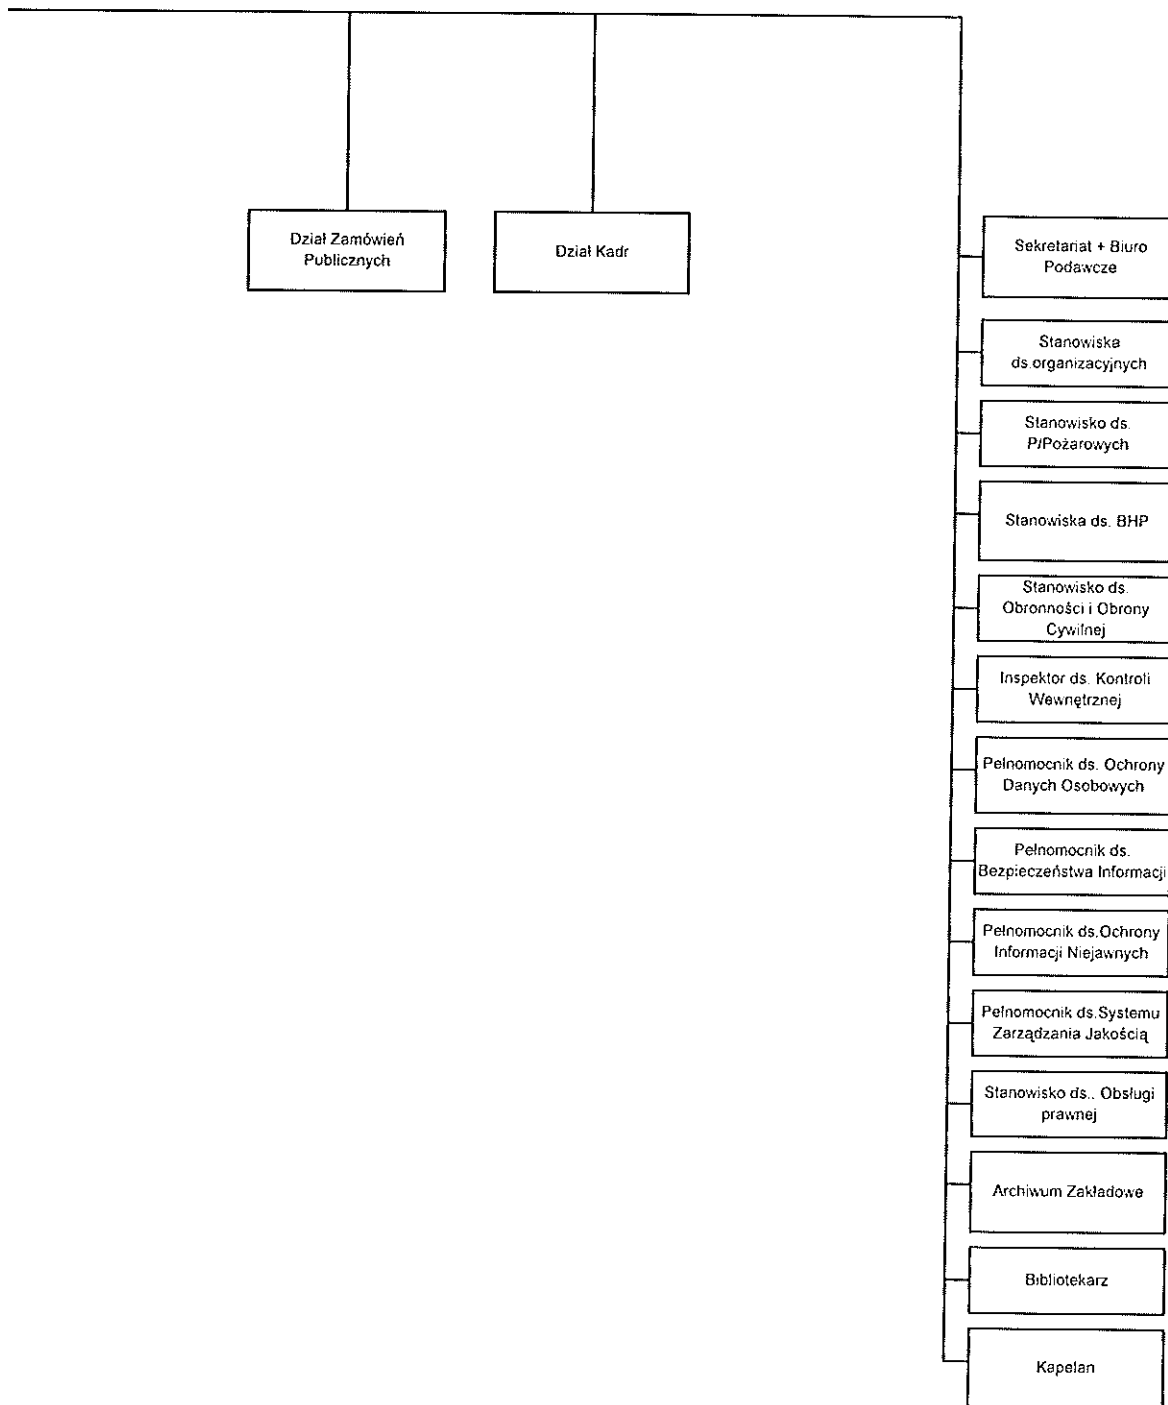 Dział Zamówień
Publicznych
Dział Kadr
Sekretariat + Biuro
Podawcze
Stanowiska
ds.organizacyjnych
Stanowisko ds.
P/Pożarowych
Stanowiska ds. BHP
Stanowisko ds.
Obronności i Obrony
Cywilnej
Inspektor ds. Kontroli
Wewnętrznej
Pełnomocnik ds. Ochrony
Danych Osobowych
Pełnomocnik ds.
Bezpieczeństwa Informacji
Pełnomocnik ds.Ochrony
Informacji Niejawnych
Pełnomocnik ds.Systemu
Zarządzania Jakością
Stanowisko ds.. Obsługi
prawnej
Archiwum Zakładowe
Bibliotekarz
Kapelan